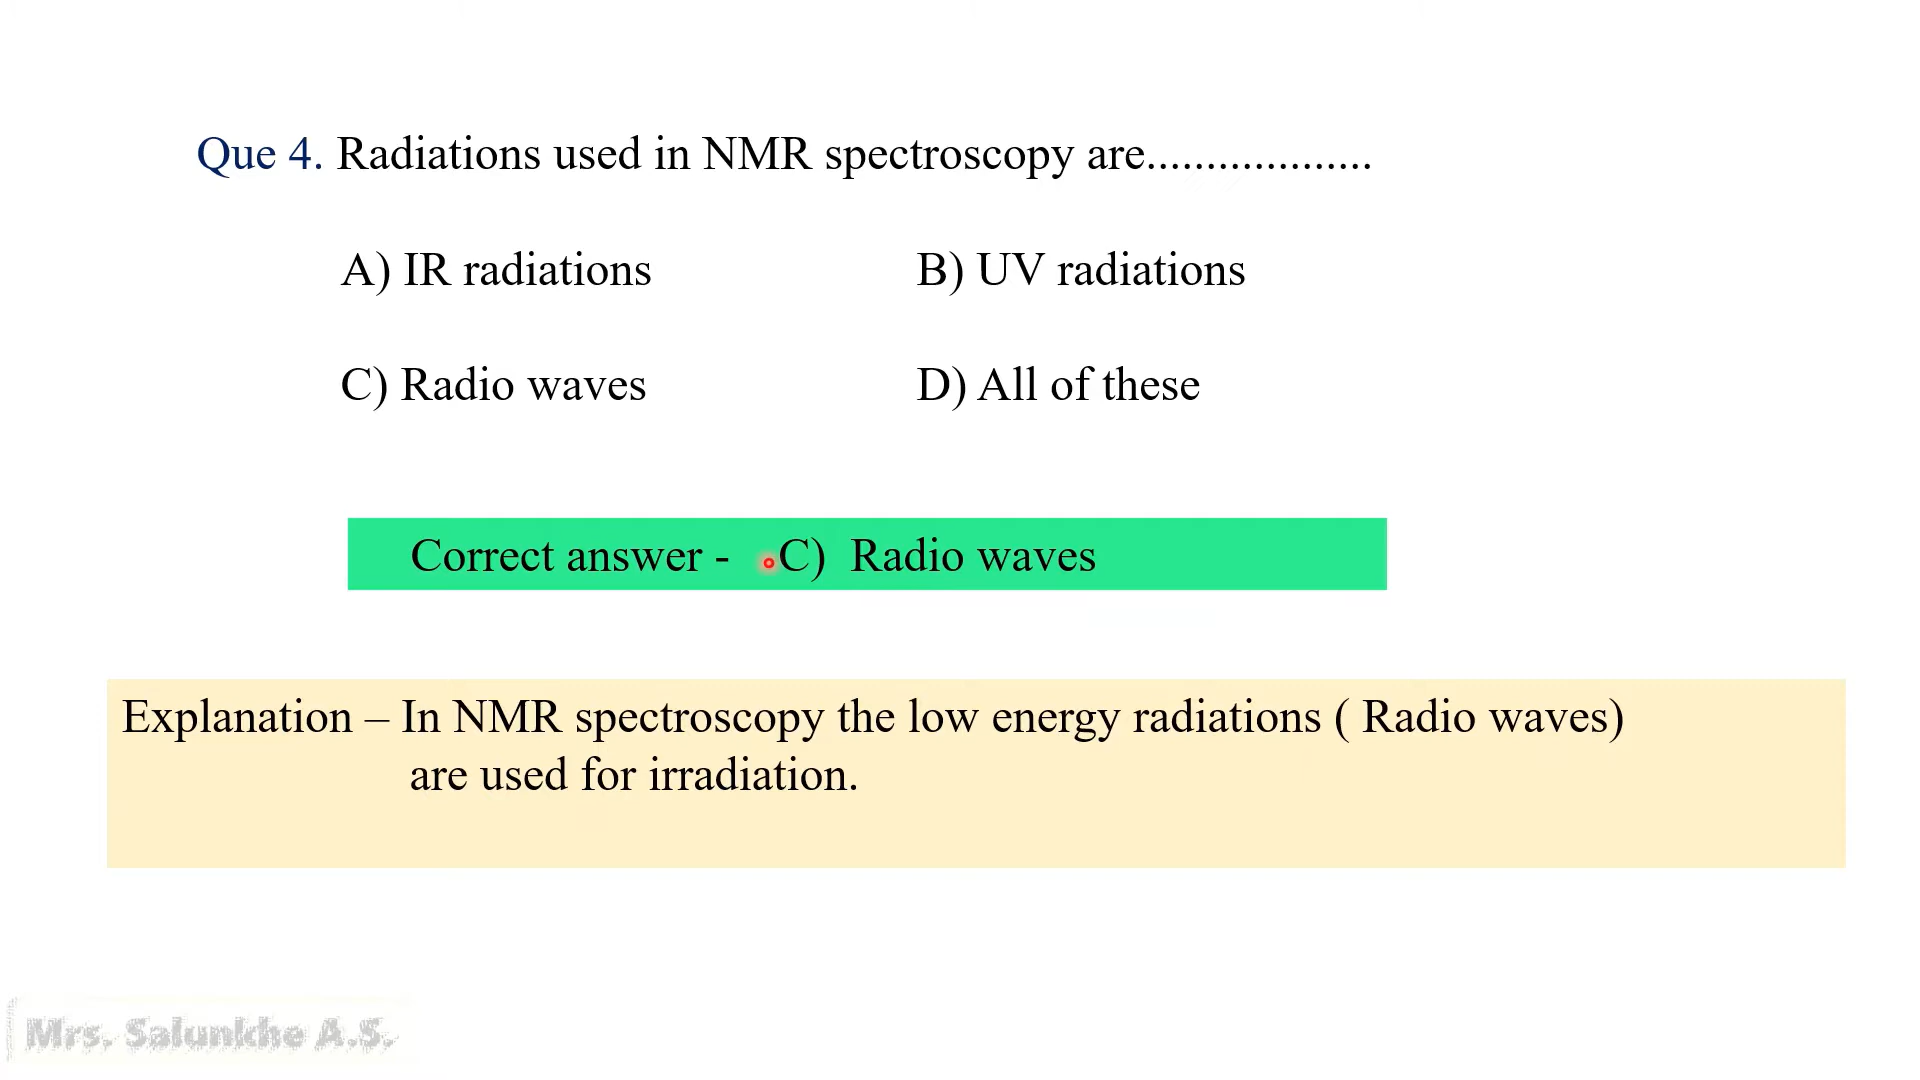 Que 4. Radiations used in NMR spectroscopy are...................
A) IR radiations B) UV radiations
C) Radio waves D) All of these
Correct answer - C) Radio waves
Explanation – In NMR spectroscopy the low energy radiations ( Radio waves)
are used for irradiation.
Mrs. Salunkhe A.S.